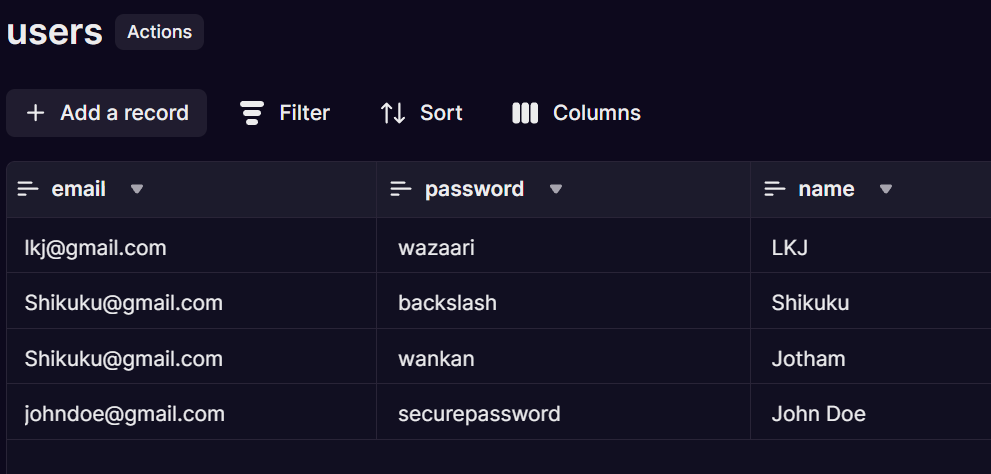 users Actions
+ Add a record Filter Sort Columns
email password name
lkj@gmail.com wazaari LKJ
Shikuku@gmail.com backslash Shikuku
Shikuku@gmail.com wankan Jotham
johndoe@gmail.com securepassword John Doe